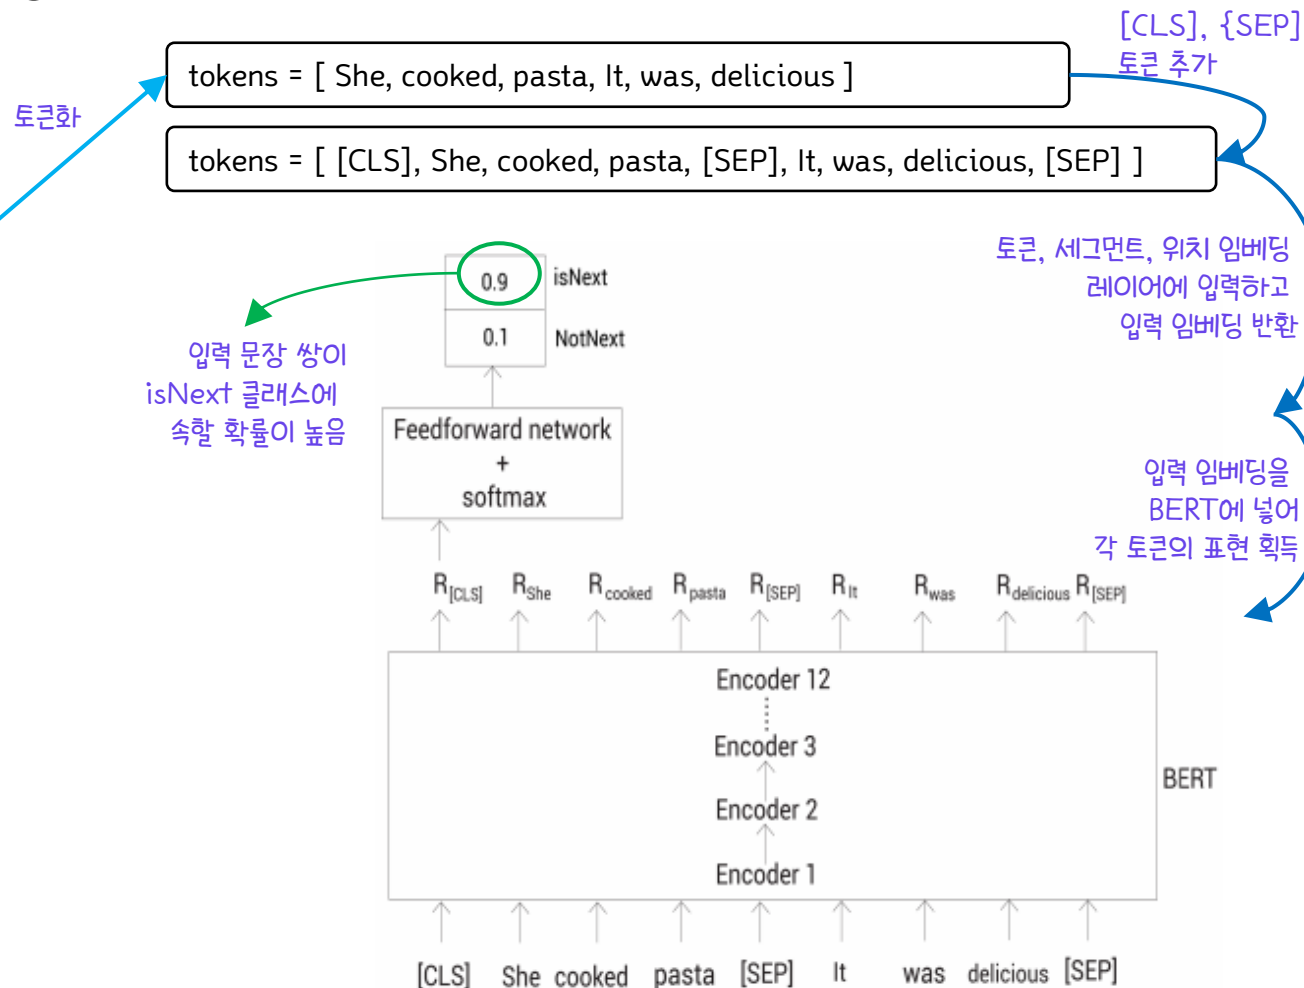 [CLS], {SEP]
토큰 추가
tokens = [ She, cooked, pasta, It, was, delicious ]
토큰화
tokens = [ [CLS], She, cooked, pasta, [SEP], It, was, delicious, [SEP] ]
토큰, 세그먼트, 위치 임베딩
레이어에 입력하고
입력 임베딩 반환
0.9 isNext
0.1 NotNext
입력 문장 쌍이
isNext 클래스에
속할 확률이 높음
Feedforward network
+
softmax
입력 임베딩을
BERT에 넣어
각 토큰의 표현 획득
R[CLS] RShe Rcooked Rpasta R[SEP] RIt Rwas Rdelicious R[SEP]
Encoder 12
Encoder 3
Encoder 2
Encoder 1
BERT
[CLS] She cooked pasta [SEP] It was delicious [SEP]